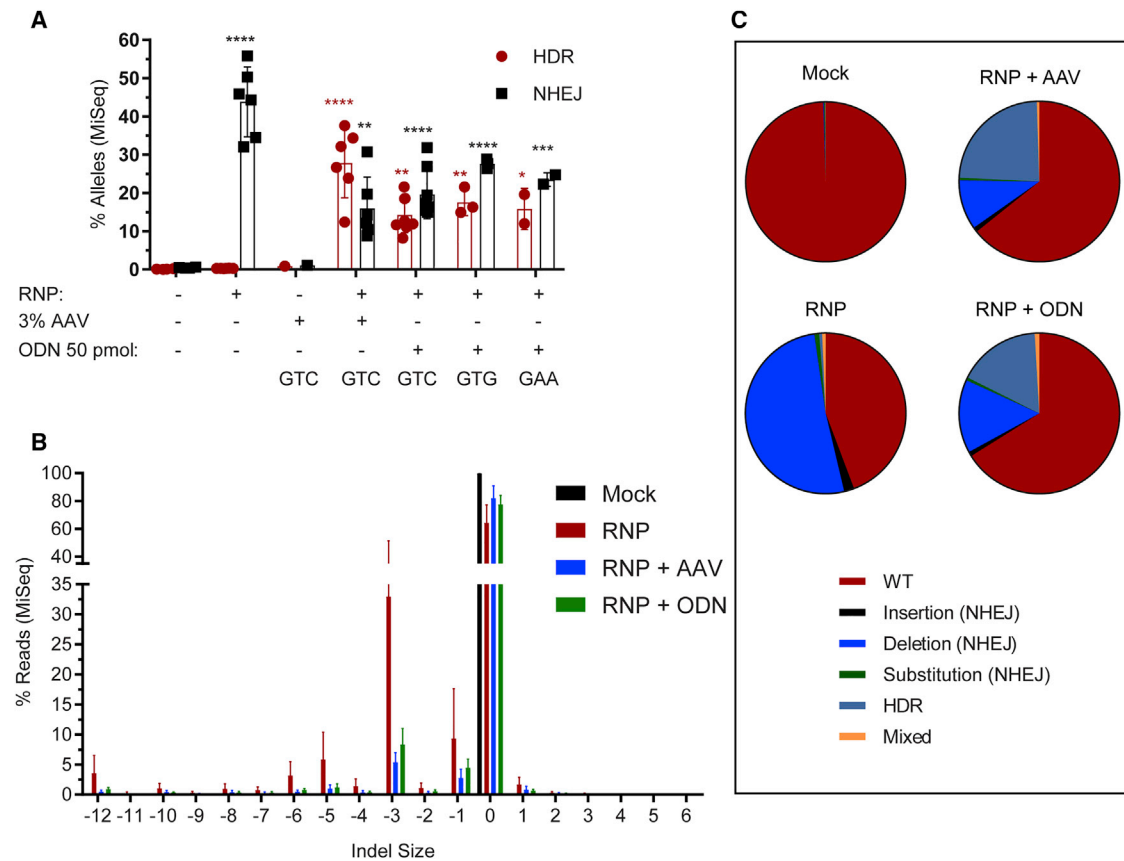 A
% Alleles (MiSeq)
60
50
40
30
20
10
0
****
****
**
**
****
**
****
*
***
HDR
NHEJ
RNP: - + - + + + +
3% AAV - - + + - - -
ODN 50 pmol: - - - - + + +
GTC GTC GTC GTG GAA
B
% Reads (MiSeq)
100
80
60
40
35
30
25
20
15
10
5
0
Mock
RNP
RNP + AAV
RNP + ODN
-12 -11 -10 -9 -8 -7 -6 -5 -4 -3 -2 -1 0 1 2 3 4 5 6
Indel Size
C
Mock RNP + AAV
RNP RNP + ODN
WT
Insertion (NHEJ)
Deletion (NHEJ)
Substitution (NHEJ)
HDR
Mixed